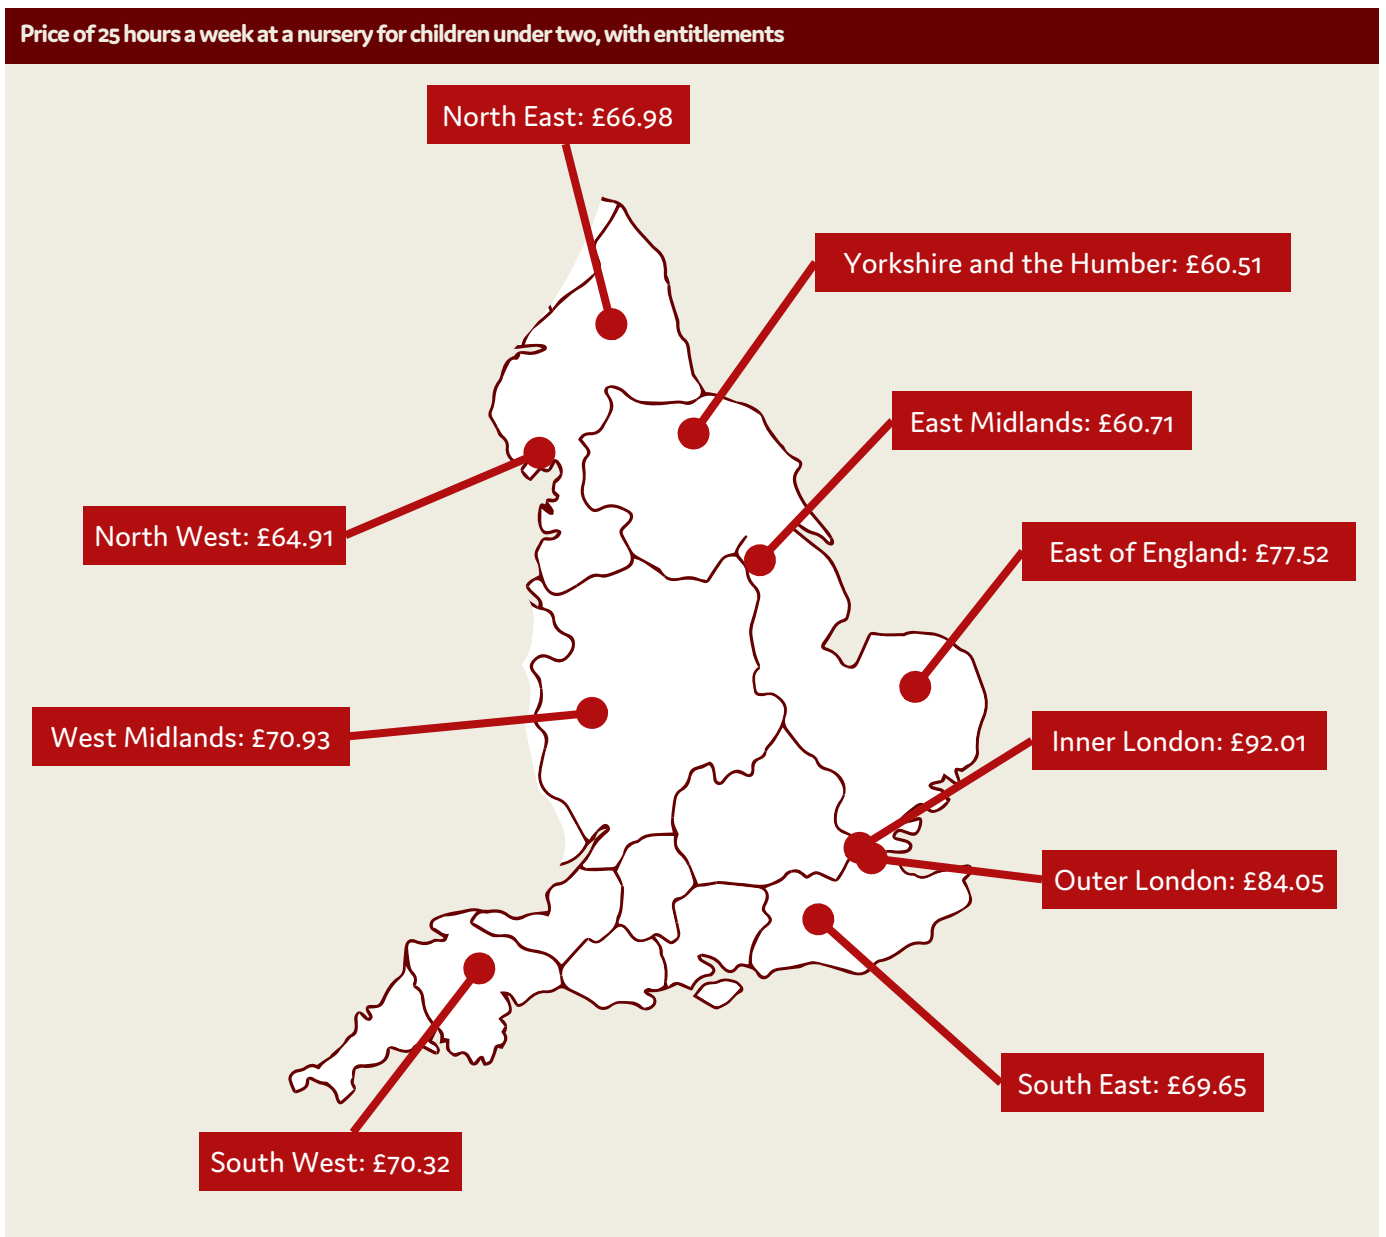 Price of 25 hours a week at a nursery for children under two, with entitlements
North East: £66.98
Yorkshire and the Humber: £60.51
East Midlands: £60.71
North West: £64.91
East of England: £77.52
West Midlands: £70.93
Inner London: £92.01
Outer London: £84.05
South East: £69.65
South West: £70.32